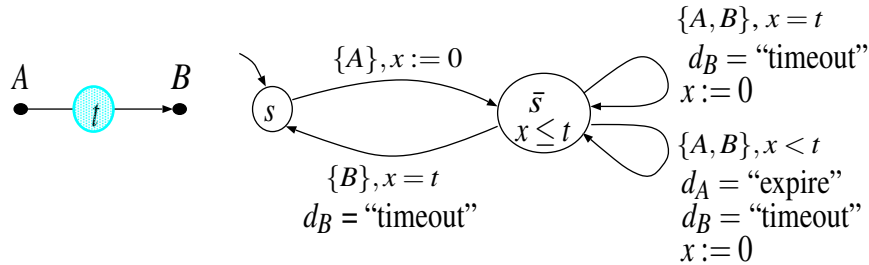 A
t
B
s
{A}, x := 0
{B}, x = t
d_B = “timeout”
s̄
x ≤ t
{A, B}, x = t
d_B = “timeout”
x := 0
{A, B}, x < t
d_A = “expire”
d_B = “timeout”
x := 0